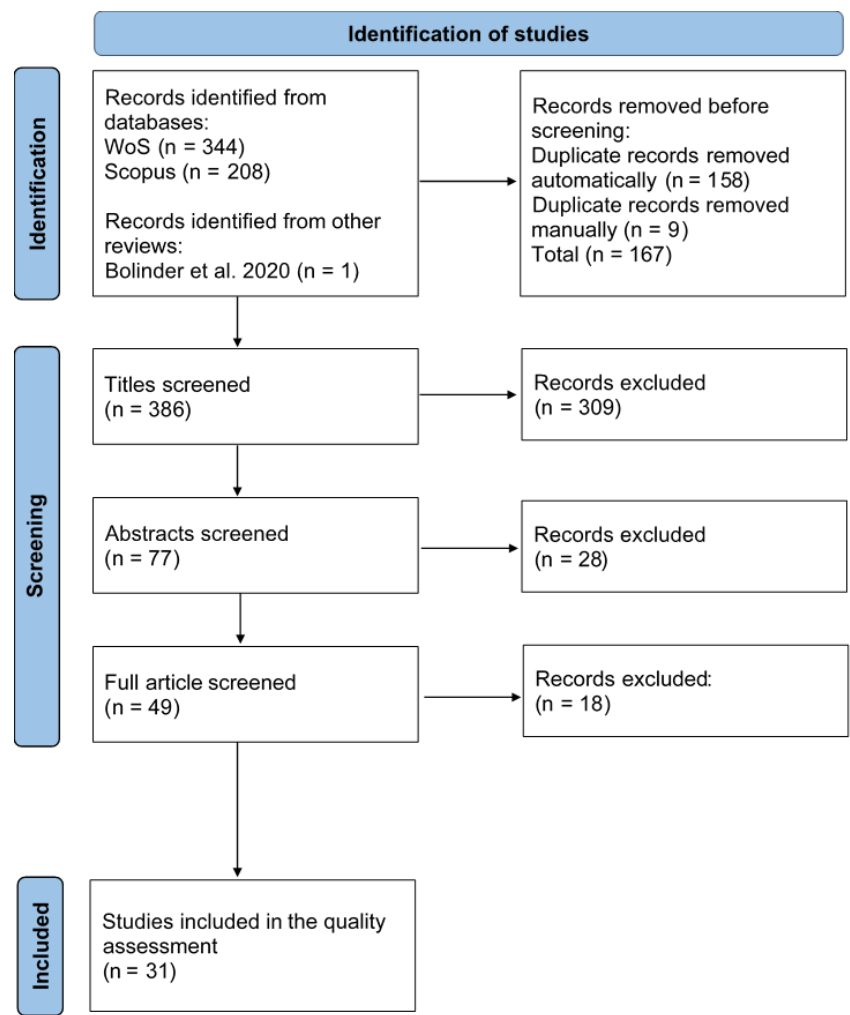 Identification of studies
Identification
Records identified from
databases:
WoS (n = 344)
Scopus (n = 208)
Records identified from other
reviews:
Bolinder et al. 2020 (n = 1)
Records removed before
screening:
Duplicate records removed
automatically (n = 158)
Duplicate records removed
manually (n = 9)
Total (n = 167)
Screening
Titles screened
(n = 386)
Records excluded
(n = 309)
Abstracts screened
(n = 77)
Records excluded
(n = 28)
Full article screened
(n = 49)
Records excluded:
(n = 18)
Included
Studies included in the quality
assessment
(n = 31)